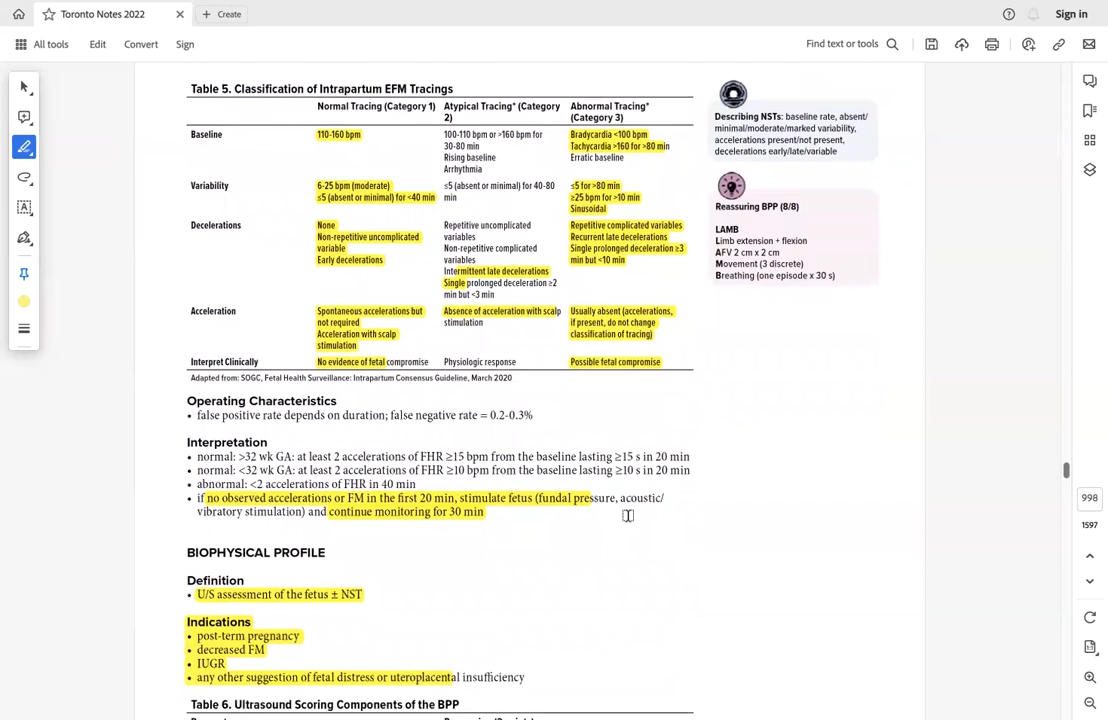 Toronto Notes 2022
Create
Sign in
All tools
Edit
Convert
Sign
Find text or tools
Table 5. Classification of Intrapartum EFM Tracings
Normal Tracing (Category 1)
Atypical Tracing* (Category
2)
Abnormal Tracing*
(Category 3)
Baseline
110-160 bpm
100-110 bpm or >160 bpm for
30-80 min
Rising baseline
Arrhythmia
Bradycardia <100 bpm
Tachycardia >160 for >80 min
Erratic baseline
Variability
6-25 bpm (moderate)
≤5 (absent or minimal) for <40 min
≤5 (absent or minimal) for 40-80
min
≤5 for >80 min
≥25 bpm for >10 min
Sinusoidal
Decelerations
None
Non-repetitive uncomplicated
variable
Early decelerations
Repetitive uncomplicated
variables
Non-repetitive complicated
variables
Intermittent late decelerations
Single prolonged deceleration ≥2
min but <3 min
Repetitive complicated variables
Recurrent late decelerations
Single prolonged deceleration ≥3
min but <10 min
Acceleration
Spontaneous accelerations but
not required
Acceleration with scalp
stimulation
Absence of acceleration with scalp
stimulation
Usually absent (accelerations,
if present, do not change
classification of tracing)
Interpret Clinically
No evidence of fetal compromise
Physiologic response
Possible fetal compromise
Adapted from: SOGC, Fetal Health Surveillance: Intrapartum Consensus Guideline, March 2020
Describing NSTs: baseline rate, absent/
minimal/moderate/marked variability,
accelerations present/not present,
decelerations early/late/variable
Reassuring BPP (8/8)
LAMB
Limb extension + flexion
AFV 2 cm x 2 cm
Movement (3 discrete)
Breathing (one episode x 30 s)
Operating Characteristics
• false positive rate depends on duration; false negative rate = 0.2-0.3%
Interpretation
• normal: >32 wk GA: at least 2 accelerations of FHR ≥15 bpm from the baseline lasting ≥15 s in 20 min
• normal: <32 wk GA: at least 2 accelerations of FHR ≥10 bpm from the baseline lasting ≥10 s in 20 min
• abnormal: <2 accelerations of FHR in 40 min
• if no observed accelerations or FM in the first 20 min, stimulate fetus (fundal pressure, acoustic/
vibratory stimulation) and continue monitoring for 30 min
BIOPHYSICAL PROFILE
Definition
• U/S assessment of the fetus ± NST
Indications
• post-term pregnancy
• decreased FM
• IUGR
• any other suggestion of fetal distress or uteroplacental insufficiency
Table 6. Ultrasound Scoring Components of the BPP
998
1597